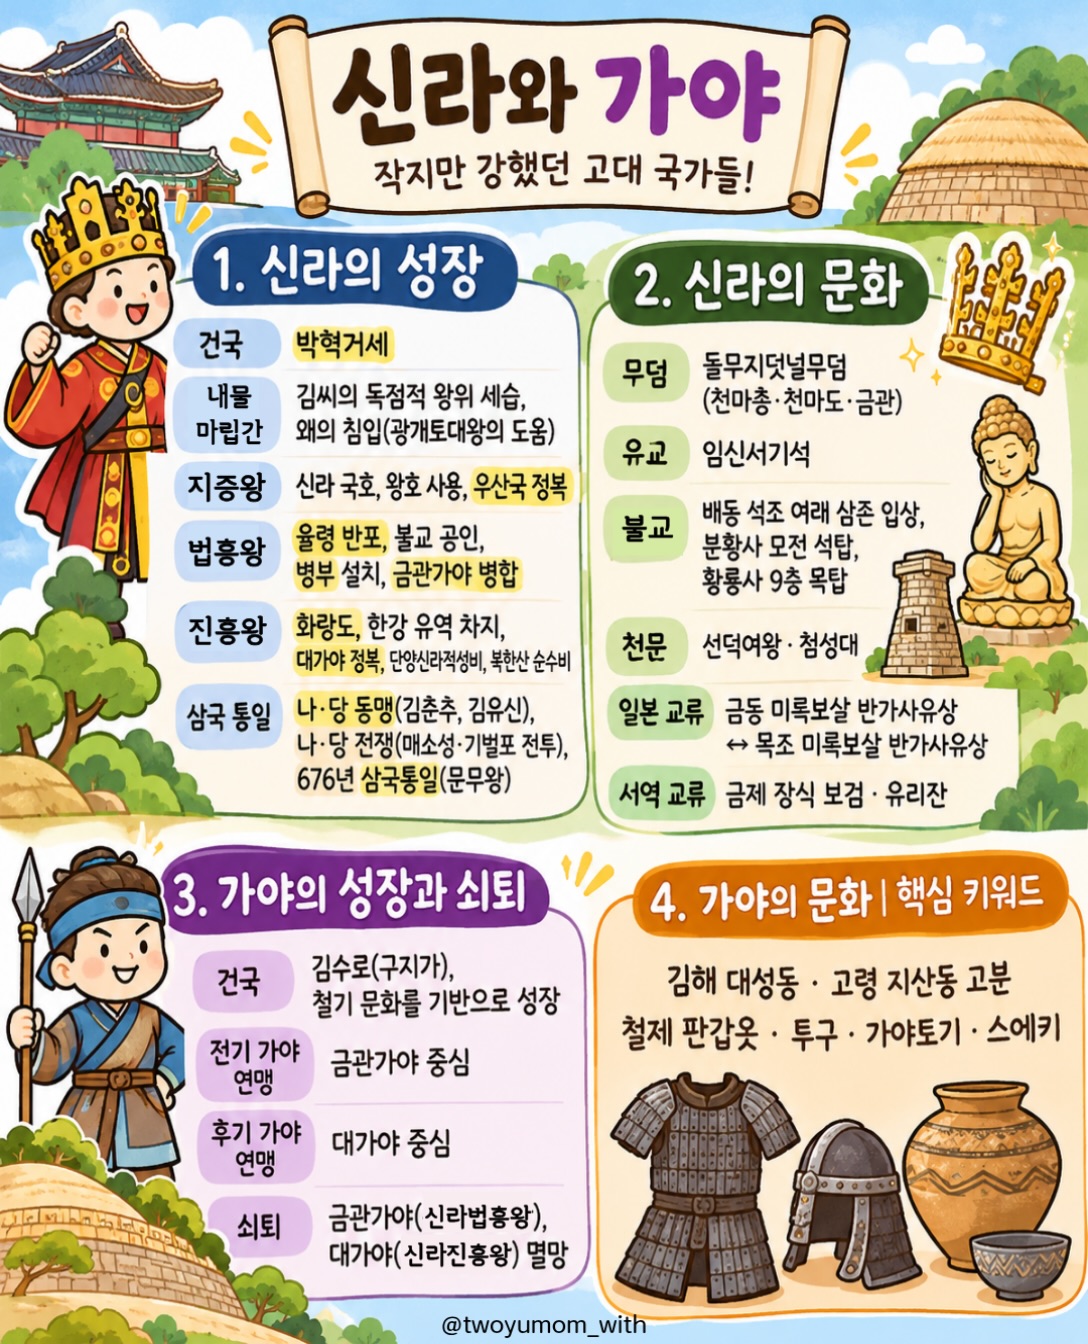 신라와 가야
작지만 강했던 고대 국가들!
1. 신라의 성장
건국
박혁거세
내물
마립간
김씨의 독점적 왕위 세습,
왜의 침입(광개토대왕의 도움)
지증왕
신라 국호, 왕호 사용, 우산국 정복
법흥왕
율령 반포, 불교 공인,
병부 설치, 금관가야 병합
진흥왕
화랑도, 한강 유역 차지,
대가야 정복, 단양신라적성비, 북한산 순수비
삼국 통일
나·당 동맹(김춘추, 김유신),
나·당 전쟁(매소성·기벌포 전투),
676년 삼국통일(문무왕)
2. 신라의 문화
무덤
돌무지덧널무덤
(천마총·천마도·금관)
유교
임신서기석
불교
배동 석조 여래 삼존 입상,
분황사 모전 석탑,
황룡사 9층 목탑
천문
선덕여왕 · 첨성대
일본 교류
금동 미륵보살 반가사유상
↔ 목조 미륵보살 반가사유상
서역 교류
금제 장식 보검 · 유리잔
3. 가야의 성장과 쇠퇴
건국
김수로(구지가),
철기 문화를 기반으로 성장
전기 가야
연맹
금관가야 중심
후기 가야
연맹
대가야 중심
쇠퇴
금관가야(신라법흥왕),
대가야(신라진흥왕) 멸망
4. 가야의 문화 | 핵심 키워드
김해 대성동 · 고령 지산동 고분
철제 판갑옷 · 투구 · 가야토기 · 스에키
@twoyumom_with